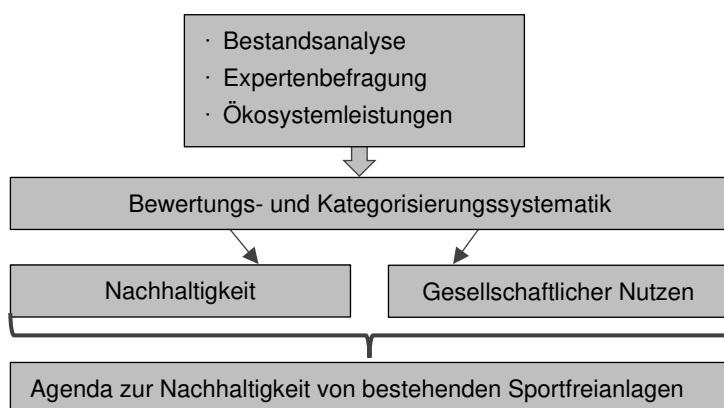 · Bestandsanalyse
· Expertenbefragung
· Ökosystemleistungen
Bewertungs- und Kategorisierungssystematik
Nachhaltigkeit
Gesellschaftlicher Nutzen
Agenda zur Nachhaltigkeit von bestehenden Sportfreianlagen